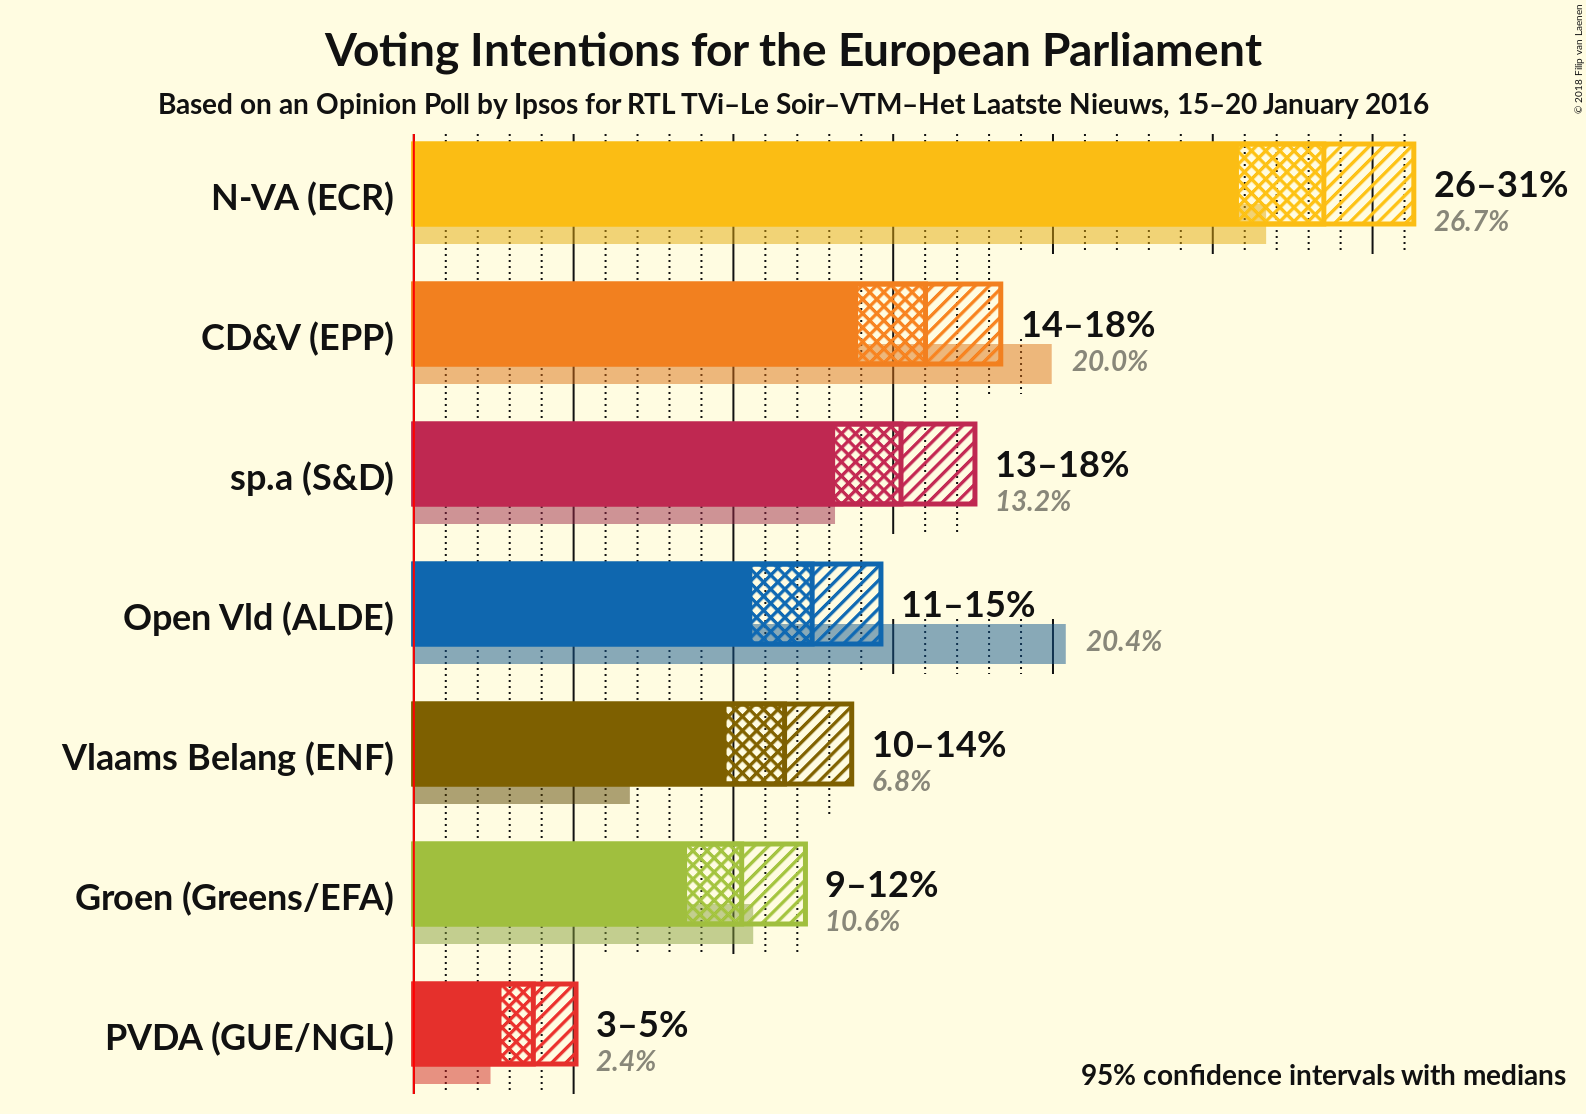 Voting Intentions for the European Parliament
Based on an Opinion Poll by Ipsos for RTL TVi–Le Soir–VTM–Het Laatste Nieuws, 15–20 January 2016
© 2018 Filip van Laenen
N-VA (ECR)
26–31%
26.7%
CD&V (EPP)
14–18%
20.0%
sp.a (S&D)
13–18%
13.2%
Open Vld (ALDE)
11–15%
20.4%
Vlaams Belang (ENF)
10–14%
6.8%
Groen (Greens/EFA)
9–12%
10.6%
PVDA (GUE/NGL)
3–5%
2.4%
95% confidence intervals with medians